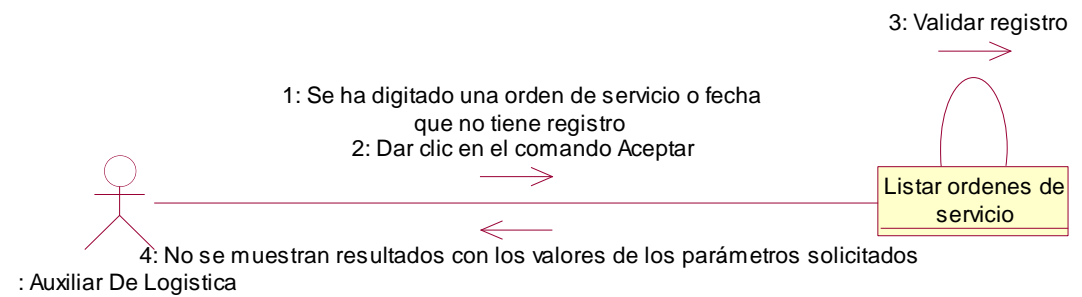 3: Validar registro
1: Se ha digitado una orden de servicio o fecha
que no tiene registro
2: Dar clic en el comando Aceptar
Listar ordenes de
servicio
4: No se muestran resultados con los valores de los parámetros solicitados
: Auxiliar De Logistica